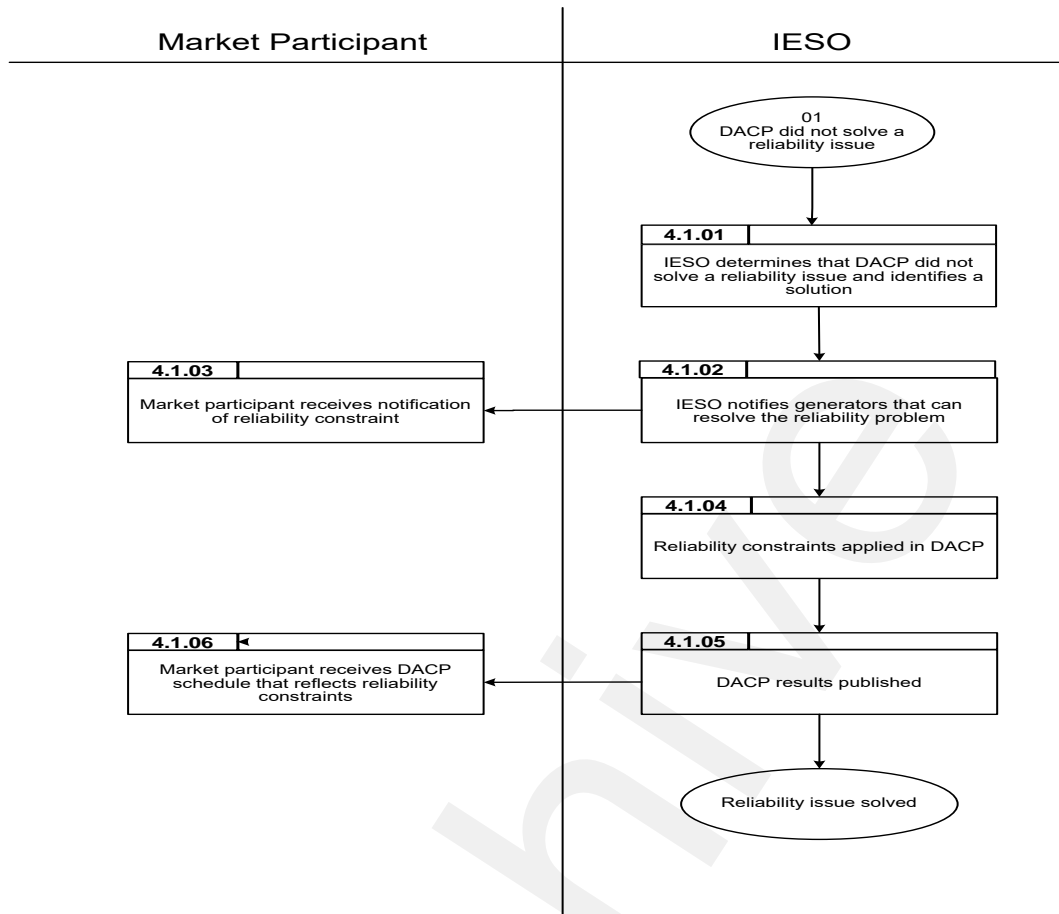 Market Participant
IESO
01
DACP did not solve a
reliability issue
4.1.01
IESO determines that DACP did not
solve a reliability issue and identifies a
solution
4.1.03
Market participant receives notification
of reliability constraint
4.1.02
IESO notifies generators that can
resolve the reliability problem
4.1.04
Reliability constraints applied in DACP
4.1.06
Market participant receives DACP
schedule that reflects reliability
constraints
4.1.05
DACP results published
Reliability issue solved
hive